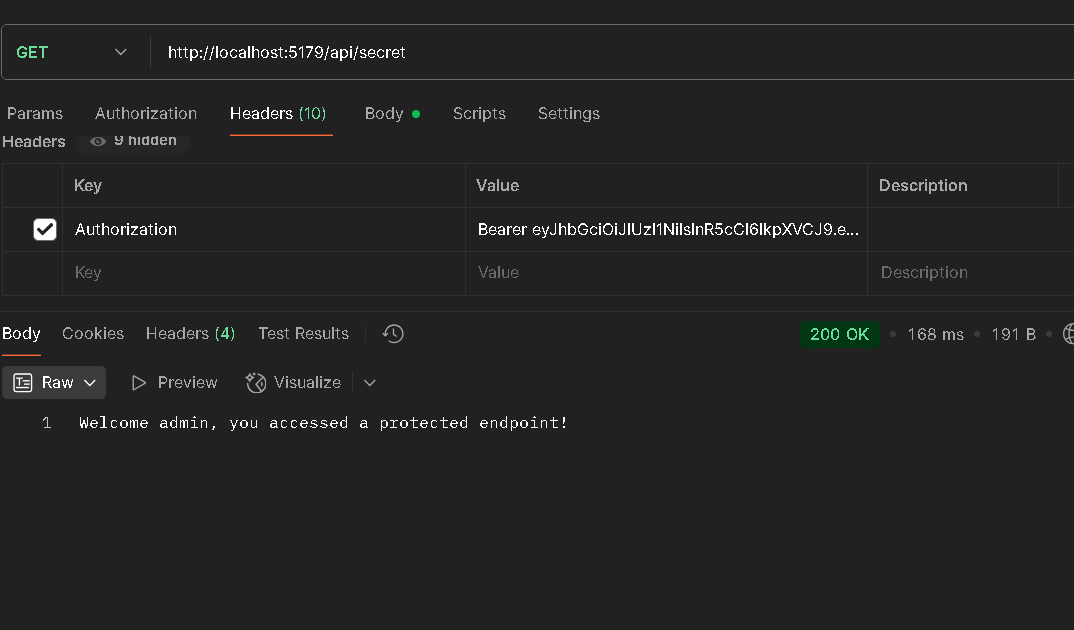 GET http://localhost:5179/api/secret
Params Authorization Headers (10) Body Scripts Settings
Headers 9 hidden
Key Value Description
Authorization Bearer eyJhbGciOiJIUzI1NiIsInR5cCI6IkpXVCJ9.e...
Key Value Description
Body Cookies Headers (4) Test Results 200 OK • 168 ms • 191 B •
Raw Preview Visualize
1 Welcome admin, you accessed a protected endpoint!